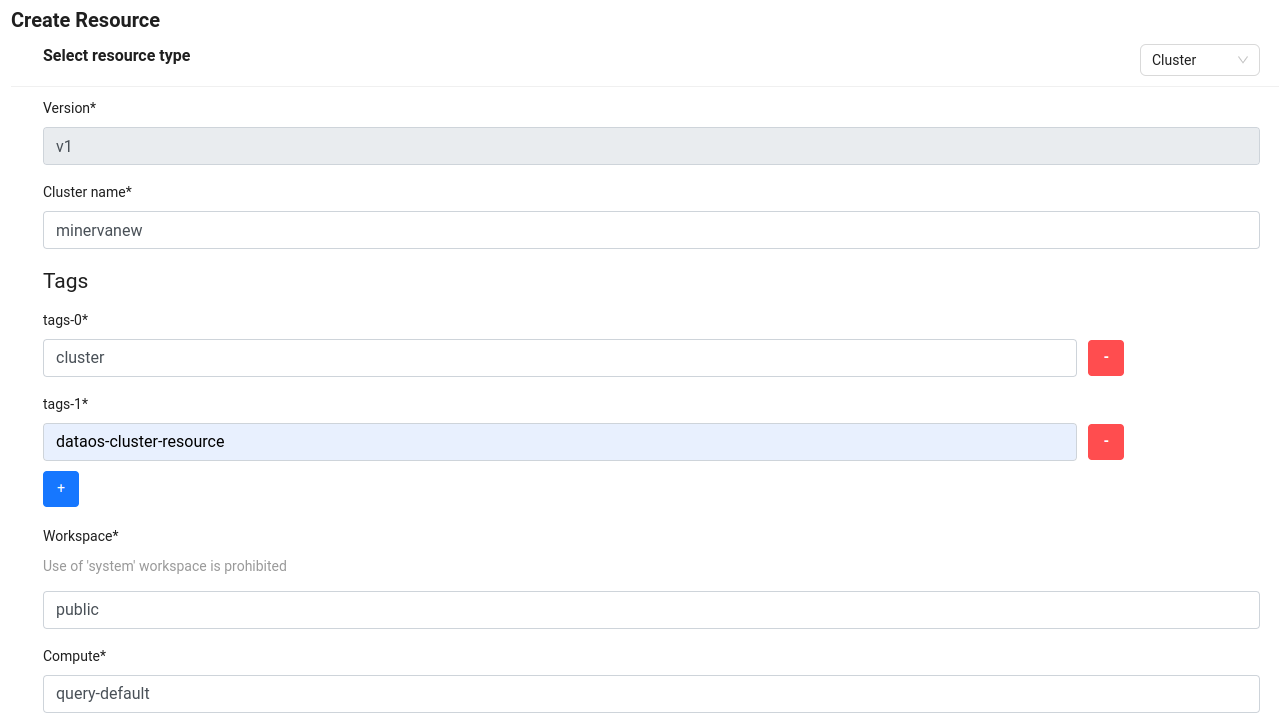 Create Resource
Select resource type
Cluster
Version*
v1
Cluster name*
minervanew
Tags
tags-0*
cluster
-
tags-1*
dataos-cluster-resource
-
+
Workspace*
Use of 'system' workspace is prohibited
public
Compute*
query-default